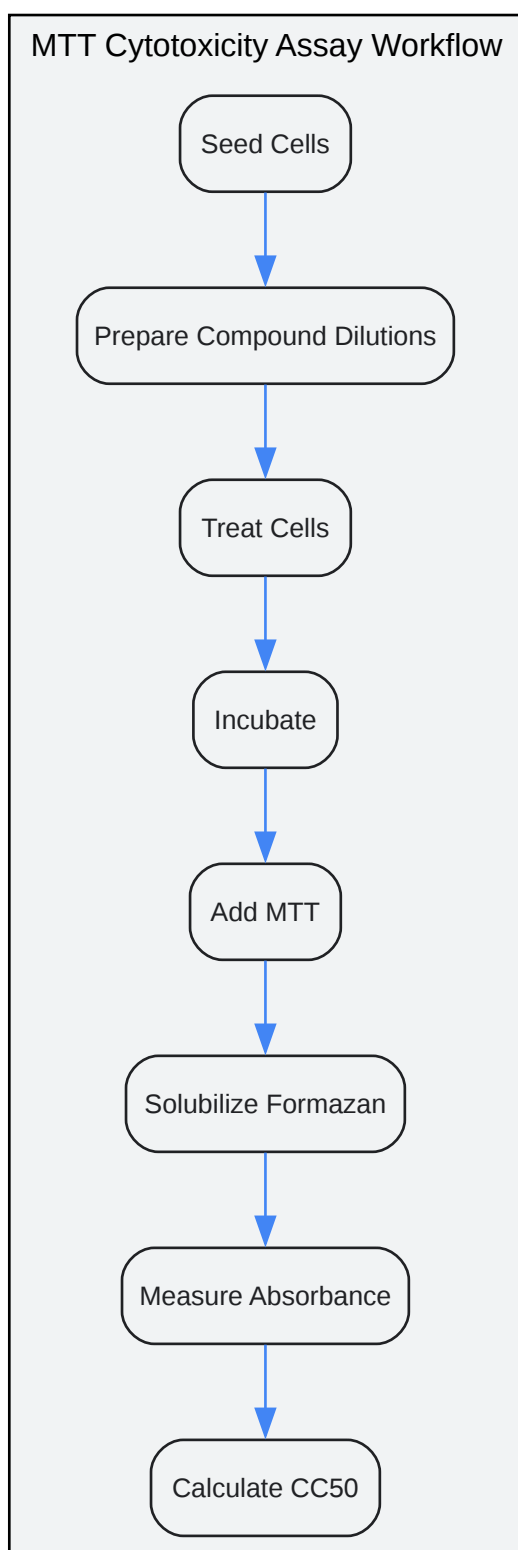 MTT Cytotoxicity Assay Workflow
Seed Cells
Prepare Compound Dilutions
Treat Cells
Incubate
Add MTT
Solubilize Formazan
Measure Absorbance
Calculate CC50